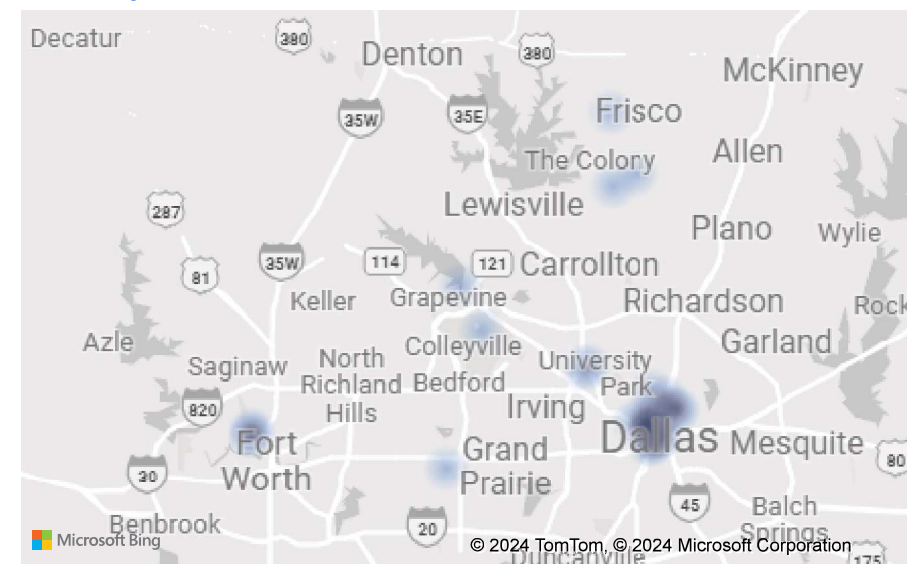 Decatur
380
Denton
380
McKinney
35W
35E
Frisco
The Colony
Allen
287
Lewisville
Plano
Wylie
81
35W
114
121
Carrollton
Keller
Grapevine
Richardson
Rock
Azle
Colleyville
Garland
Saginaw
North
Richland
Hills
Bedford
University
Park
820
Irving
Fort
Worth
Dallas
Mesquite
Grand
Prairie
80
30
45
Balch
Springs
Benbrook
20
Microsoft Bing
© 2024 TomTom, © 2024 Microsoft Corporation
Duncanville
175